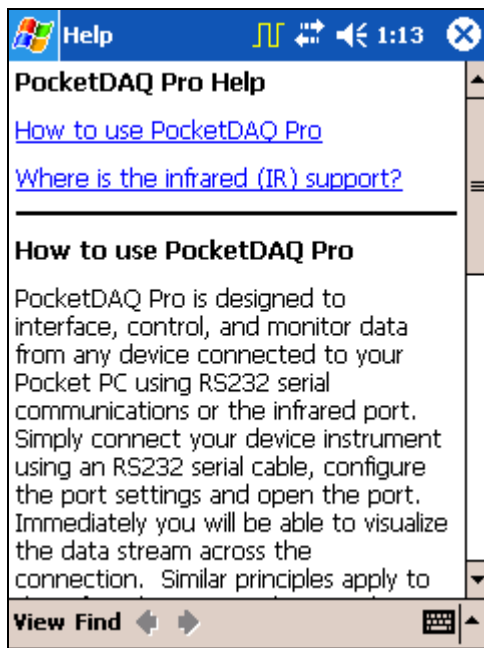 Help 1:13
PocketDAQ Pro Help
How to use PocketDAQ Pro
Where is the infrared (IR) support?
How to use PocketDAQ Pro
PocketDAQ Pro is designed to
interface, control, and monitor data
from any device connected to your
Pocket PC using RS232 serial
communications or the infrared port.
Simply connect your device instrument
using an RS232 serial cable, configure
the port settings and open the port.
Immediately you will be able to visualize
the data stream across the
connection. Similar principles apply to
View Find